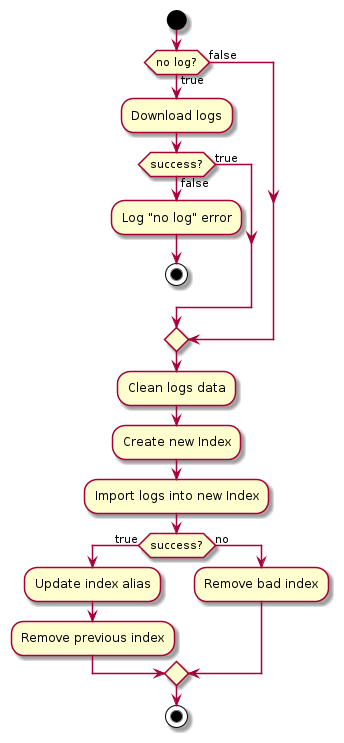 no log?
false
true
Download logs
success?
true
false
Log "no log" error
Clean logs data
Create new Index
Import logs into new Index
true
success?
no
Update index alias
Remove bad index
Remove previous index